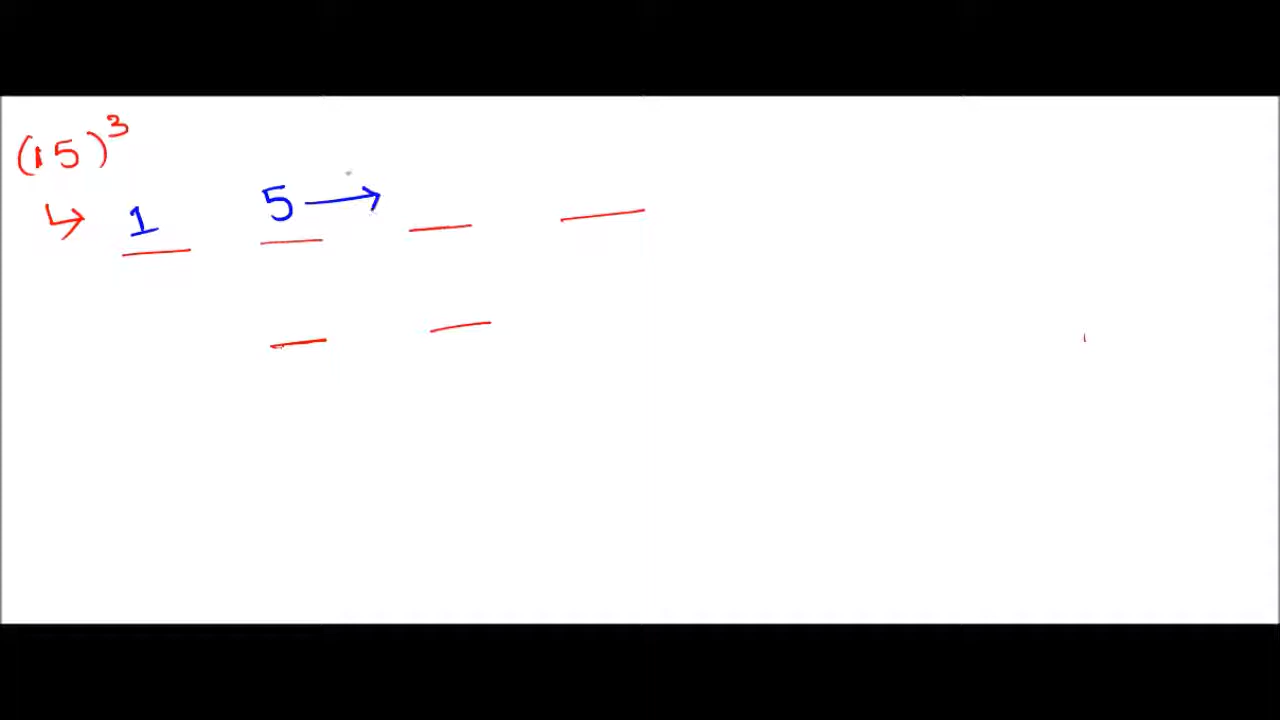 (15)³
↳ 1 5 →